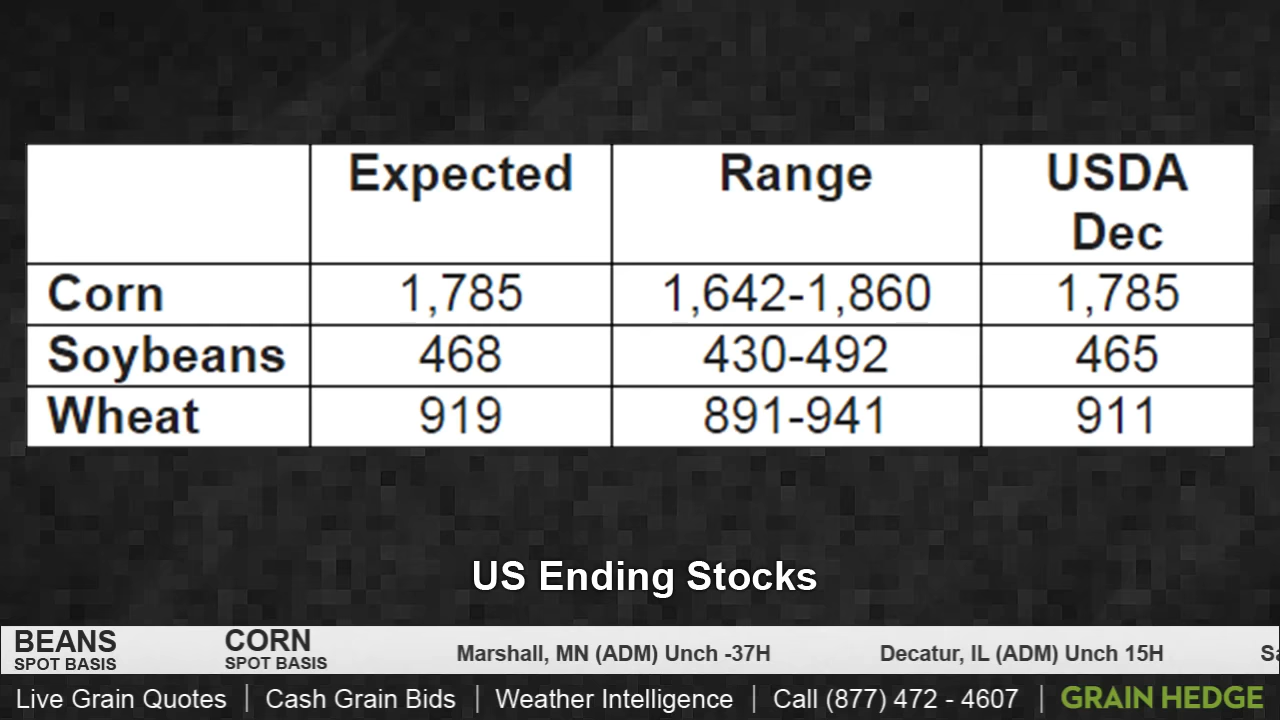 Expected Range USDA Dec
Corn 1,785 1,642-1,860 1,785
Soybeans 468 430-492 465
Wheat 919 891-941 911
US Ending Stocks
BEANS
SPOT BASIS
CORN
SPOT BASIS
Marshall, MN (ADM) Unch -37H
Decatur, IL (ADM) Unch 15H
Live Grain Quotes | Cash Grain Bids | Weather Intelligence | Call (877) 472 - 4607 | GRAIN HEDGE